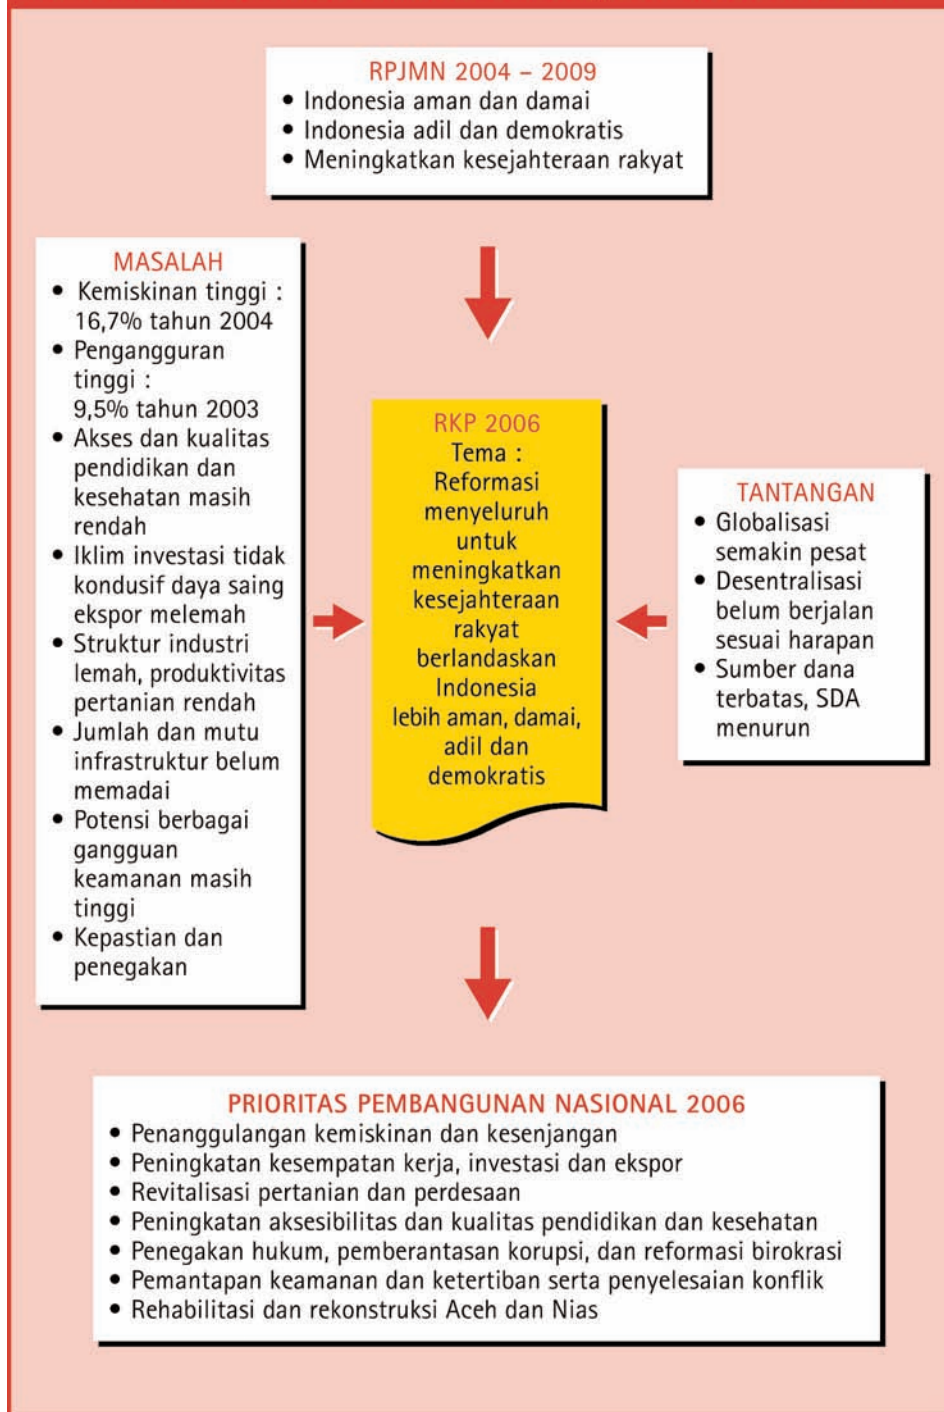 RPJMN 2004 – 2009
• Indonesia aman dan damai
• Indonesia adil dan demokratis
• Meningkatkan kesejahteraan rakyat
MASALAH
• Kemiskinan tinggi :
16,7% tahun 2004
• Pengangguran
tinggi :
9,5% tahun 2003
• Akses dan kualitas
pendidikan dan
kesehatan masih
rendah
• Iklim investasi tidak
kondusif daya saing
ekspor melemah
• Struktur industri
lemah, produktivitas
pertanian rendah
• Jumlah dan mutu
infrastruktur belum
memadai
• Potensi berbagai
gangguan
keamanan masih
tinggi
• Kepastian dan
penegakan
RKP 2006
Tema :
Reformasi
menyeluruh
untuk
meningkatkan
kesejahteraan
rakyat
berlandaskan
Indonesia
lebih aman, damai,
adil dan
demokratis
TANTANGAN
• Globalisasi
semakin pesat
• Desentralisasi
belum berjalan
sesuai harapan
• Sumber dana
terbatas, SDA
menurun
PRIORITAS PEMBANGUNAN NASIONAL 2006
• Penanggulangan kemiskinan dan kesenjangan
• Peningkatan kesempatan kerja, investasi dan ekspor
• Revitalisasi pertanian dan perdesaan
• Peningkatan aksesibilitas dan kualitas pendidikan dan kesehatan
• Penegakan hukum, pemberantasan korupsi, dan reformasi birokrasi
• Pemantapan keamanan dan ketertiban serta penyelesaian konflik
• Rehabilitasi dan rekonstruksi Aceh dan Nias